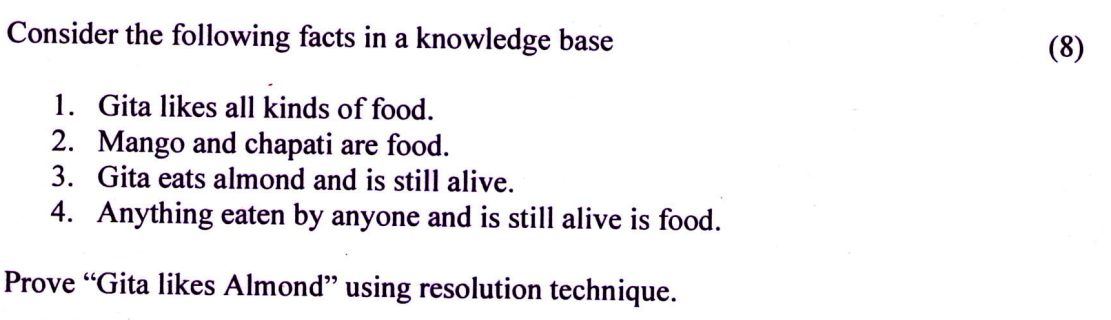 Consider the following facts in a knowledge base (8)
1. Gita likes all kinds of food.
2. Mango and chapati are food.
3. Gita eats almond and is still alive.
4. Anything eaten by anyone and is still alive is food.
Prove “Gita likes Almond” using resolution technique.